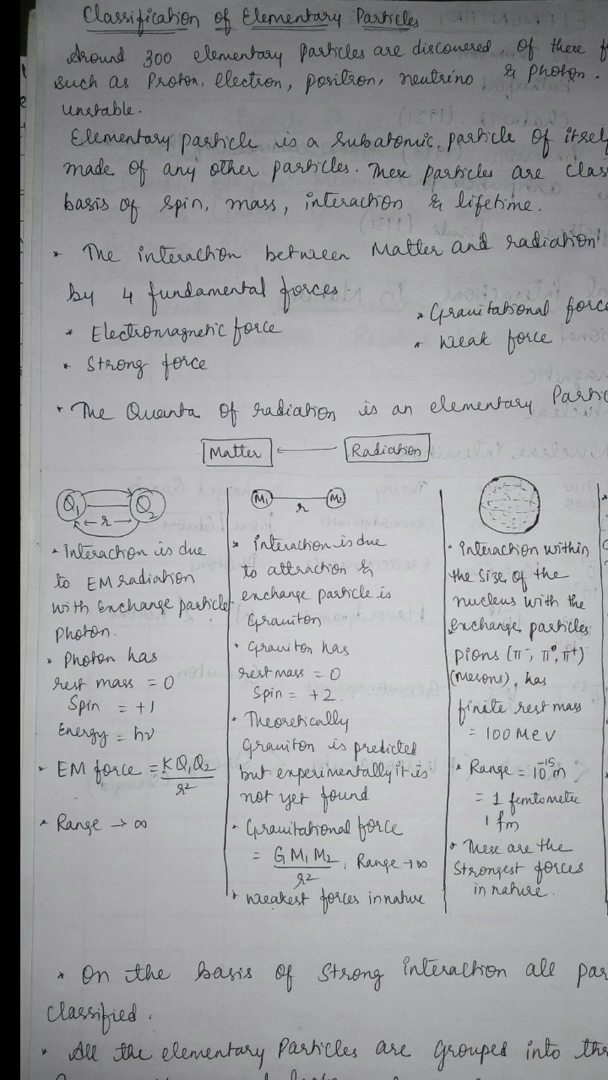 Classification of Elementary Particles
Around 300 elementary particles are discovered. Of these
such as Proton, electron, positron, neutrino & photon.
unstable.
Elementary particle is a subatomic particle of itself
made of any other particles. These particles are
basis of spin, mass, interaction & lifetime.
* The interaction between Matter and radiation
by 4 fundamental forces
* Electromagnetic force
* Gravitational force
* Strong force
* Weak force
* The Quanta of radiation is an elementary
Matter ← Radiation
Q1 Q2
← r →
* Interaction is due
to EM radiation
with exchange particle
photon.
* Photon has
rest mass = 0
Spin = +1
Energy = hν
* EM force = KQ1Q2/r²
* Range → ∞
M1 M2
r
* interaction is due
to attraction &
exchange particle is
Graviton
* Graviton has
rest mass = 0
Spin = +2
* Theoretically
graviton is predicted
but experimentally it is
not yet found
* Gravitational force
= G M1 M2/r², Range → ∞
* weakest forces in nature
* interaction within
the size of the
nucleus with the
exchange particles
pions (π⁻, π⁰, π⁺)
(mesons), has
finite rest mass
= 100 MeV
* Range = 10⁻¹⁵m
= 1 femtometre
1 fm
* These are the
Strongest forces
in nature.
* On the basis of Strong interaction all
classified.
* All the elementary Particles are grouped into